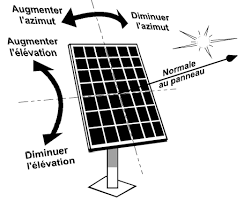 Augmenter
l'azimut
Diminuer
l'azimut
Augmenter
l'élévation
Normale
au panneau
Diminuer
l'élévation